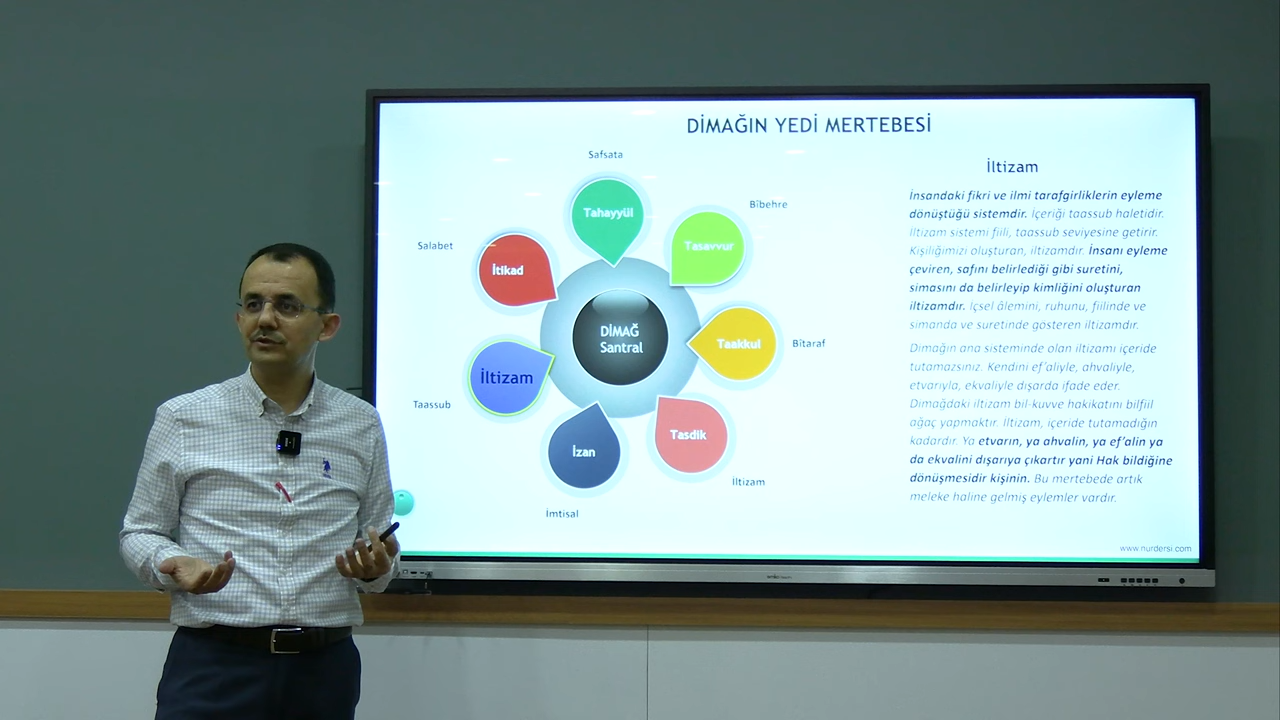 DİMAĞIN YEDİ MERTEBESİ
Safsata
Tahayyül
Bîbehre
Tasavvur
Salabet
İtikad
DİMAĞ
Santral
Taakkul
Bîtaraf
İltizam
Taassub
Tasdik
İzan
İltizam
İmtisal
İltizam
İnsandaki fikri ve ilmi tarafgirliklerin eyleme
dönüştüğü sistemdir. İçeriği taassub haletidir.
İltizam sistemi fiili, taassub seviyesine getirir.
Kişiliğimizi oluşturan, iltizamdır. İnsanı eyleme
çeviren, safını belirlediği gibi suretini,
simasını da belirleyip kimliğini oluşturan
iltizamdır. İçsel âlemini, ruhunu, fiilinde ve
simanda ve suretinde gösteren iltizamdır.
Dimağın ana sisteminde olan iltizamı içeride
tutamazsınız. Kendini ef’aliyle, ahvaliyle,
etvarıyla, ekvaliyle dışarda ifade eder.
Dimağdaki iltizam bil-kuvve hakikatını bilfiil
ağaç yapmaktır. İltizam, içeride tutamadığın
kadardır. Ya etvarın, ya ahvalin, ya ef’alin ya
da ekvalini dışarıya çıkartır yani Hak bildiğine
dönüşmesidir kişinin. Bu mertebede artık
meleke haline gelmiş eylemler vardır.
www.nurdersi.com